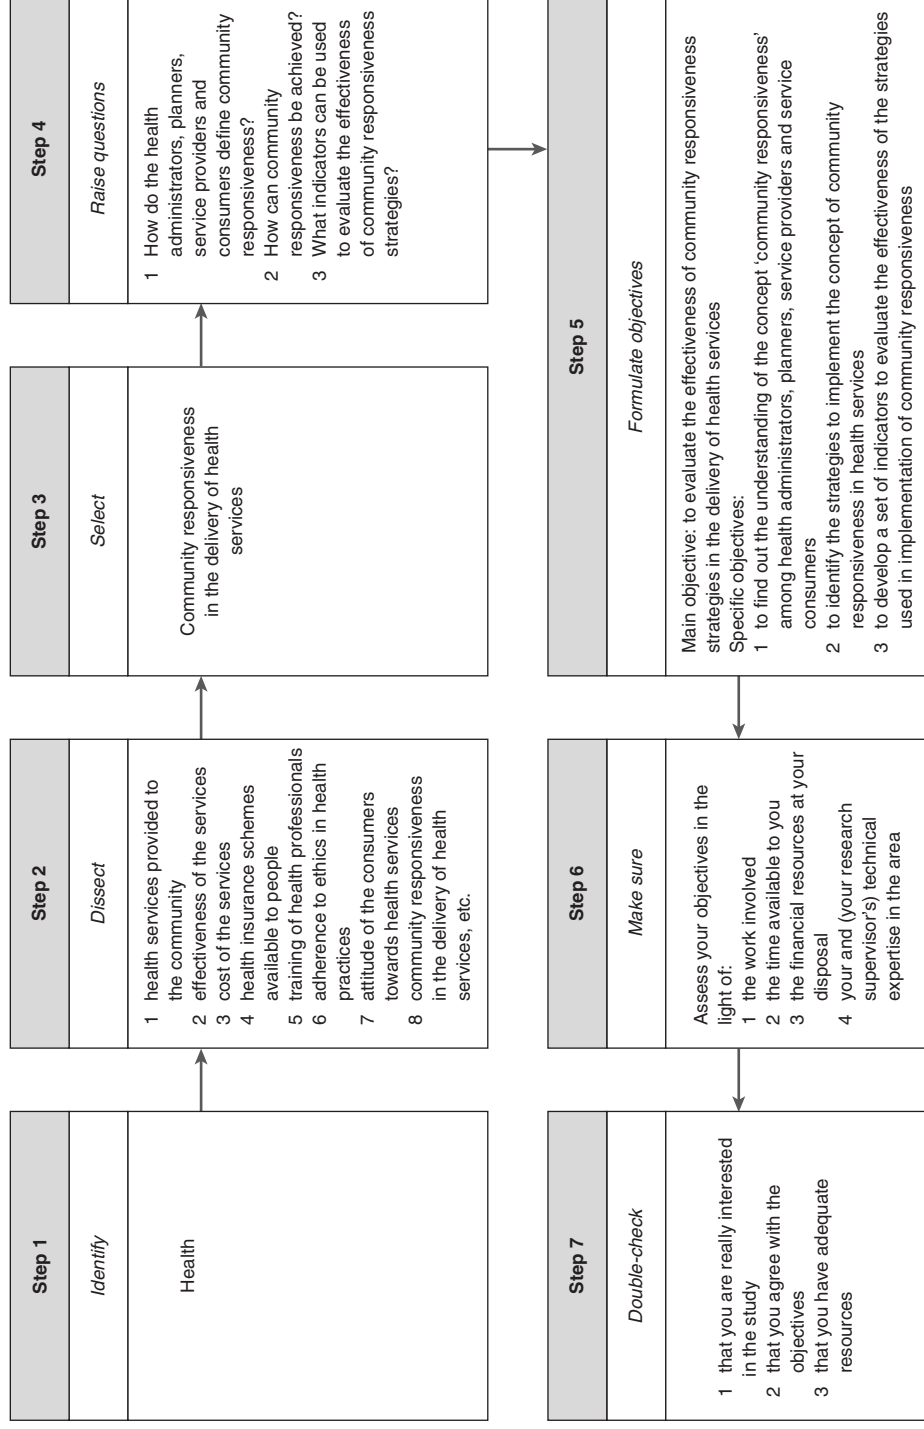 Step 1
Identify
Health
Step 2
Dissect
1 health services provided to
the community
2 effectiveness of the services
3 cost of the services
4 health insurance schemes
available to people
5 training of health professionals
6 adherence to ethics in health
practices
7 attitude of the consumers
towards health services
8 community responsiveness
in the delivery of health
services, etc.
Step 3
Select
Community responsiveness
in the delivery of health
services
Step 4
Raise questions
1 How do the health
administrators, planners,
service providers and
consumers define community
responsiveness?
2 How can community
responsiveness be achieved?
3 What indicators can be used
to evaluate the effectiveness
of community responsiveness
strategies?
Step 5
Formulate objectives
Main objective: to evaluate the effectiveness of community responsiveness
strategies in the delivery of health services
Specific objectives:
1 to find out the understanding of the concept ‘community responsiveness’
among health administrators, planners, service providers and service
consumers
2 to identify the strategies to implement the concept of community
responsiveness in health services
3 to develop a set of indicators to evaluate the effectiveness of the strategies
used in implementation of community responsiveness
Step 6
Make sure
Assess your objectives in the
light of:
1 the work involved
2 the time available to you
3 the financial resources at your
disposal
4 your and (your research
supervisor’s) technical
expertise in the area
Step 7
Double-check
1 that you are really interested
in the study
2 that you agree with the
objectives
3 that you have adequate
resources